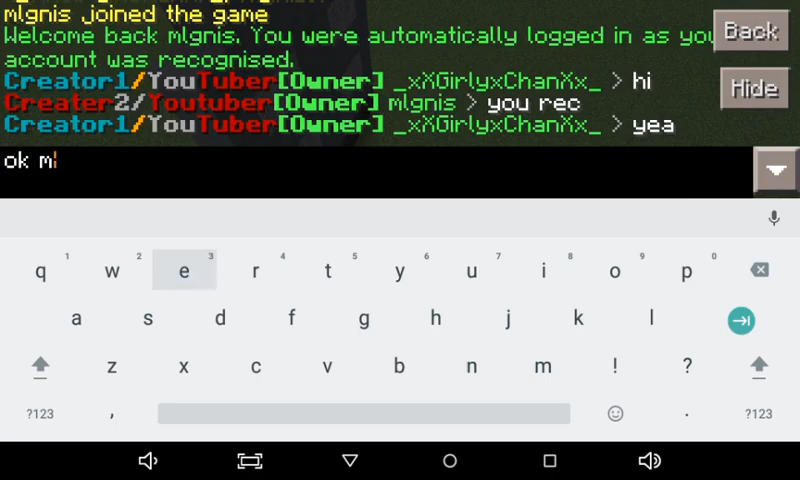 mlgnis joined the game
Welcome back mlgnis. You were automatically logged in as you
account was recognised.
Creator1/YouTuber[Owner] _xXGirlyxChanXx_ > hi
Creater2/Youtuber[Owner] mlgnis > you rec
Creator1/YouTuber[Owner] _xXGirlyxChanXx_ > yea
Back
Hide
ok m
1 2 3 4 5 6 7 8 9 0
q w e r t y u i o p
a s d f g h j k l
z x c v b n m ! ?
?123 , . ?123